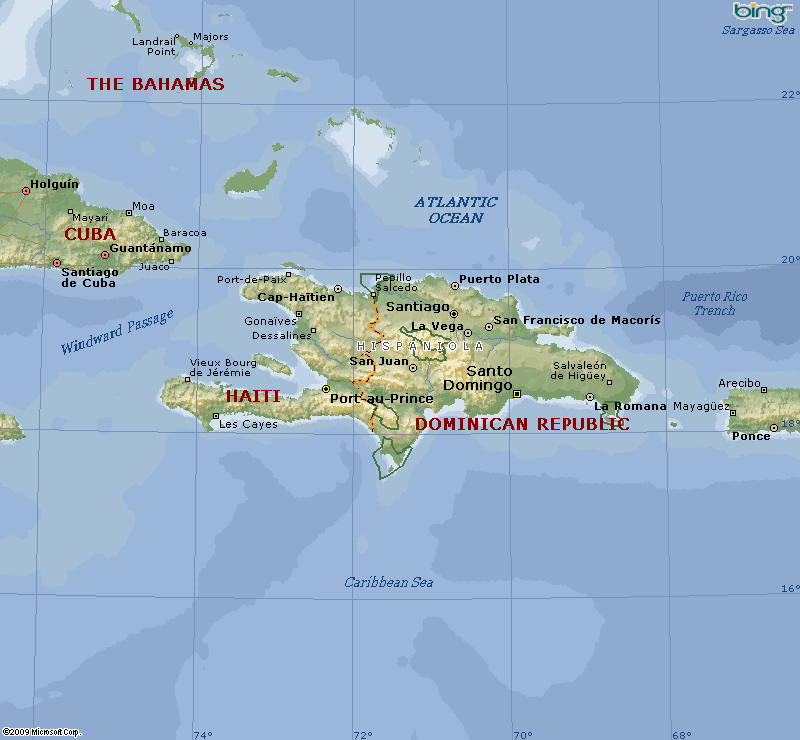 bing
Sargasso Sea
Landrail
Point
Majors
THE BAHAMAS
22°
Holguín
Moa
Mayarí
ATLANTIC
OCEAN
CUBA
Baracoa
Guantánamo
Juaco
Santiago
de Cuba
20°
Port-de-Paix
Pepillo
Salcedo
Puerto Plata
Cap-Haïtien
Puerto Rico
Trench
Santiago
Windward Passage
Gonaïves
San Francisco de Macorís
La Vega
Dessalines
HISPANIOLA
Vieux Bourg
de Jérémie
San Juan
Santo
Domingo
Salvaleón
de Higüey
Arecibo
HAITI
Port-au-Prince
La Romana
Mayagüez
Les Cayes
DOMINICAN REPUBLIC
18°
Ponce
Caribbean Sea
16°
74°
72°
70°
68°
©2009 Microsoft Corp.